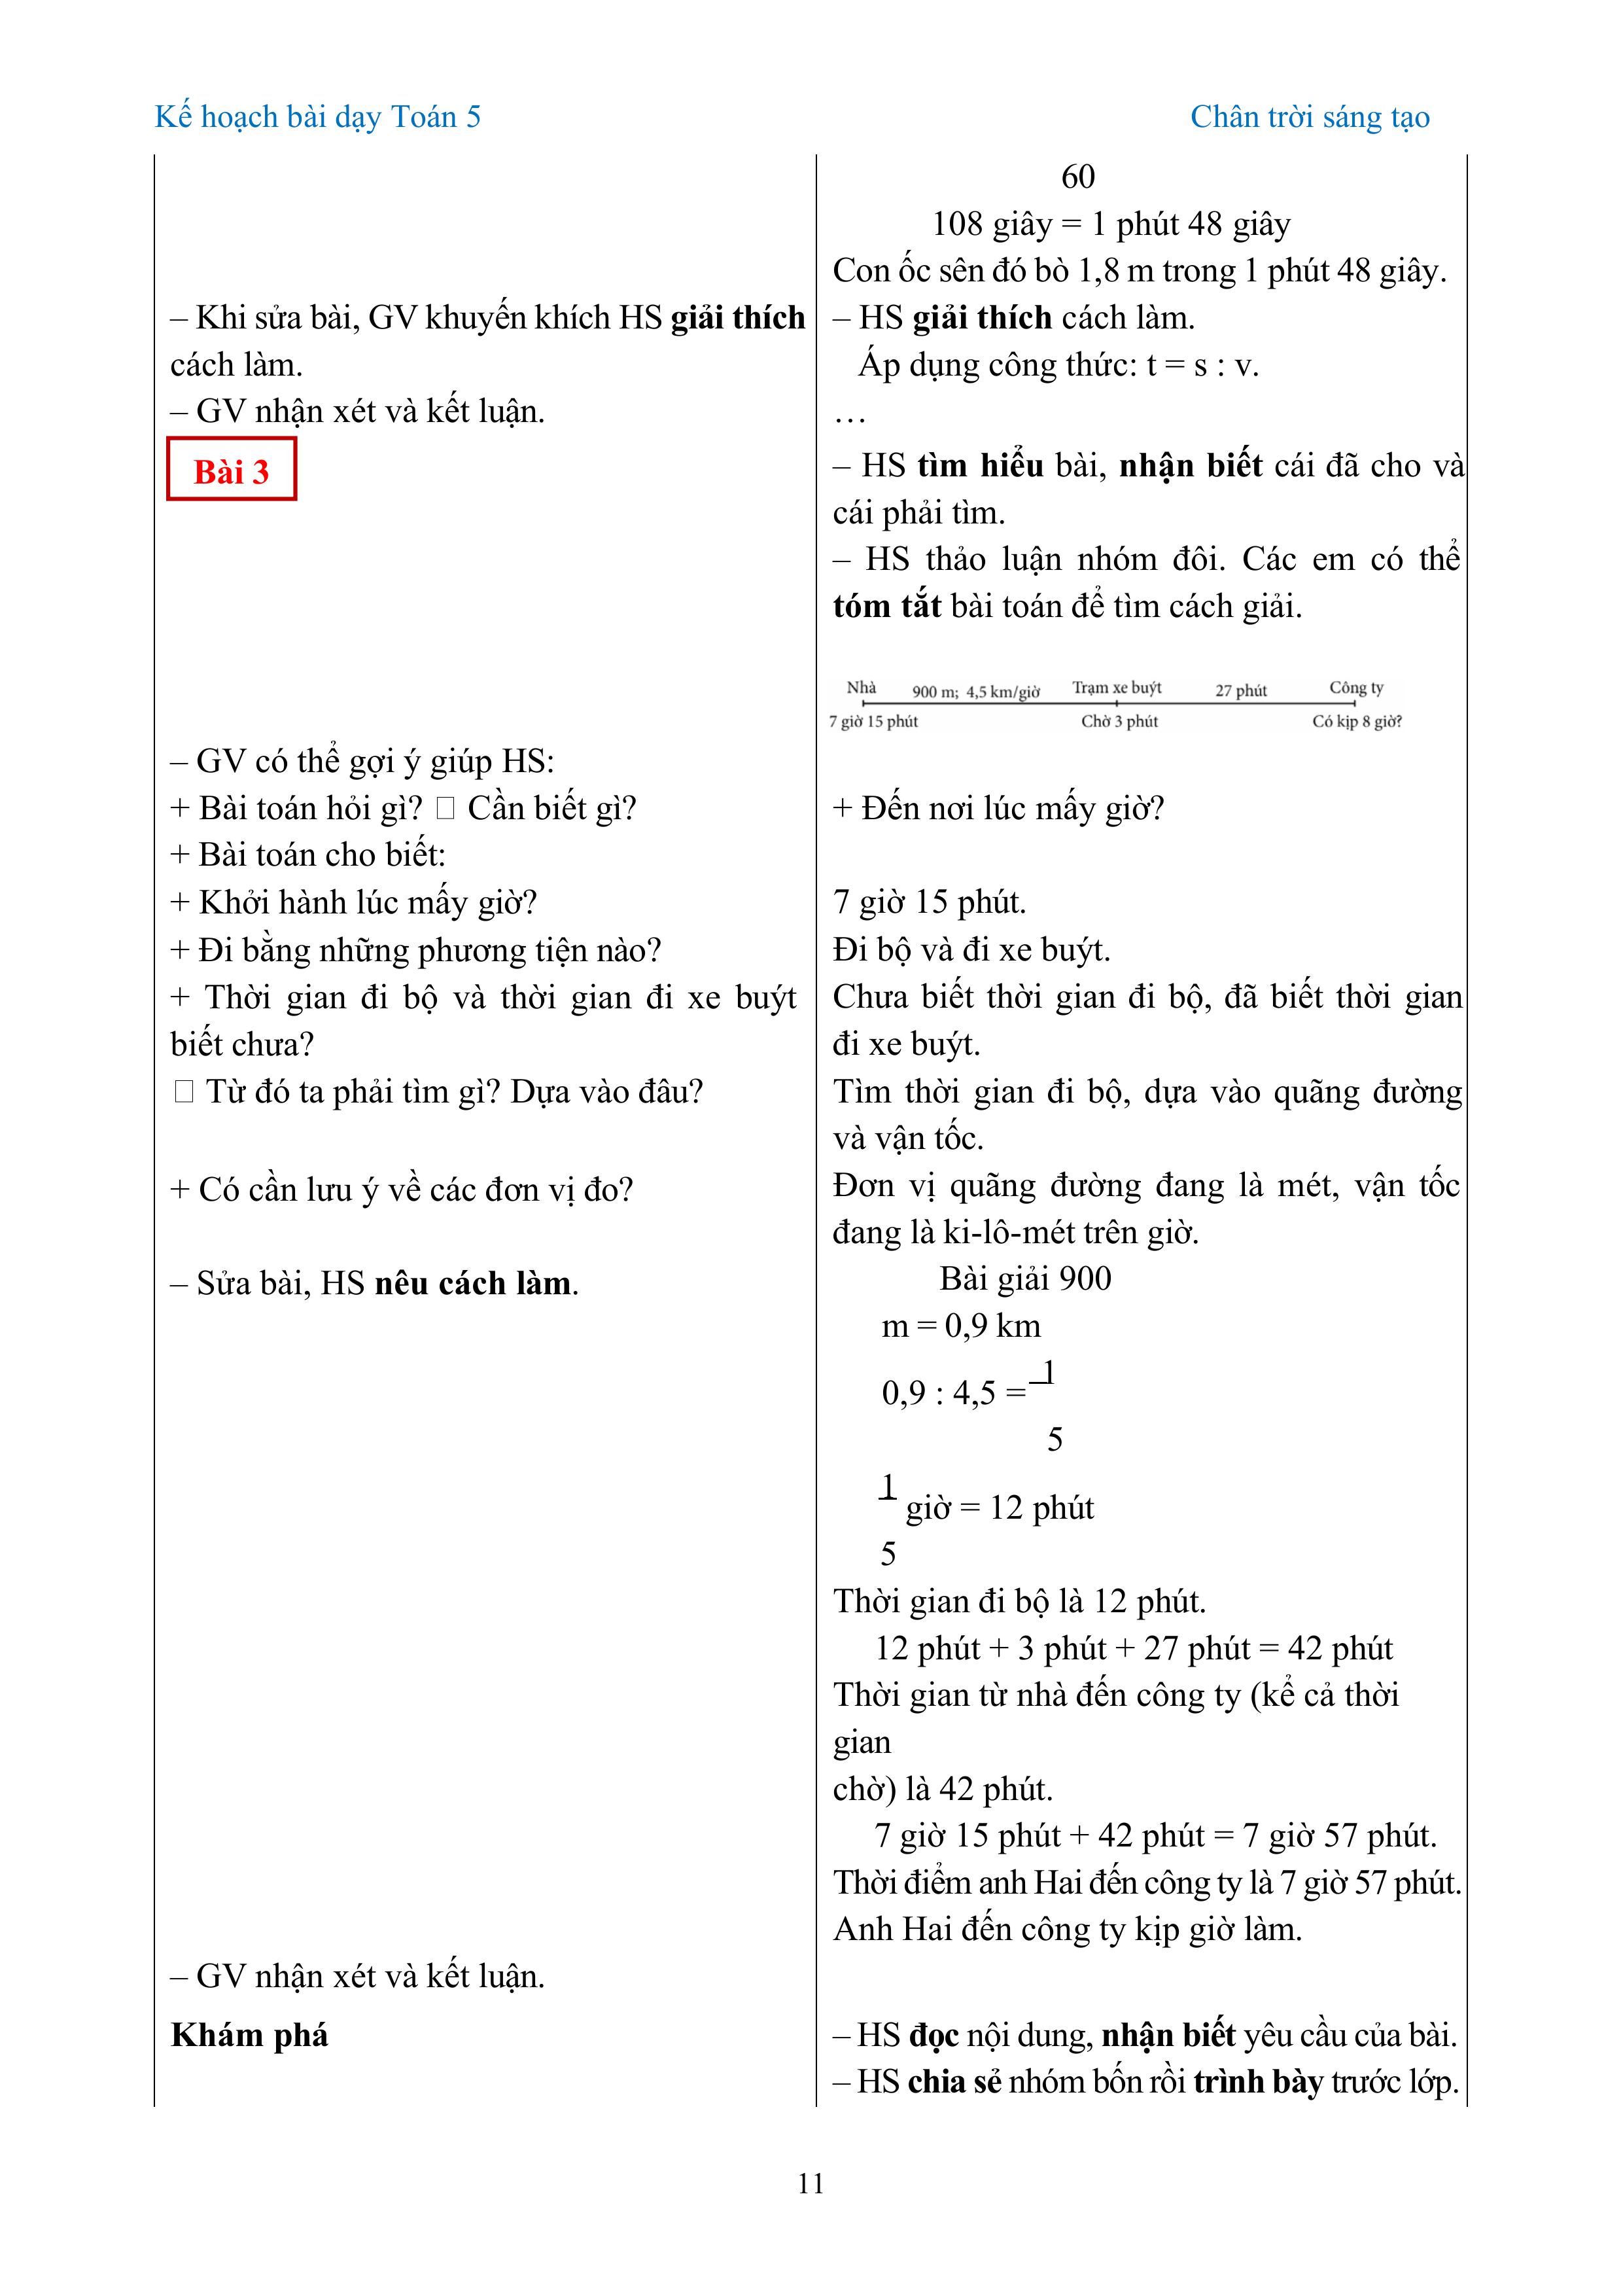 Kế hoạch bài dạy Toán 5
Chân trời sáng tạo
– Khi sửa bài, GV khuyến khích HS giải thích
cách làm.
– GV nhận xét và kết luận.
Bài 3
– GV có thể gợi ý giúp HS:
+ Bài toán hỏi gì? □ Cần biết gì?
+ Bài toán cho biết:
+ Khởi hành lúc mấy giờ?
+ Đi bằng những phương tiện nào?
+ Thời gian đi bộ và thời gian đi xe buýt
biết chưa?
□ Từ đó ta phải tìm gì? Dựa vào đâu?
+ Có cần lưu ý về các đơn vị đo?
– Sửa bài, HS nêu cách làm.
– GV nhận xét và kết luận.
Khám phá
60
108 giây = 1 phút 48 giây
Con ốc sên đó bò 1,8 m trong 1 phút 48 giây.
– HS giải thích cách làm.
Áp dụng công thức: t = s : v.
…
– HS tìm hiểu bài, nhận biết cái đã cho và
cái phải tìm.
– HS thảo luận nhóm đôi. Các em có thể
tóm tắt bài toán để tìm cách giải.
Nhà 900 m; 4,5 km/giờ Trạm xe buýt 27 phút Công ty
7 giờ 15 phút Chờ 3 phút Có kịp 8 giờ?
+ Đến nơi lúc mấy giờ?
7 giờ 15 phút.
Đi bộ và đi xe buýt.
Chưa biết thời gian đi bộ, đã biết thời gian
đi xe buýt.
Tìm thời gian đi bộ, dựa vào quãng đường
và vận tốc.
Đơn vị quãng đường đang là mét, vận tốc
đang là ki-lô-mét trên giờ.
Bài giải 900
m = 0,9 km
1
0,9 : 4,5 =
5
1
giờ = 12 phút
5
Thời gian đi bộ là 12 phút.
12 phút + 3 phút + 27 phút = 42 phút
Thời gian từ nhà đến công ty (kể cả thời
gian
chờ) là 42 phút.
7 giờ 15 phút + 42 phút = 7 giờ 57 phút.
Thời điểm anh Hai đến công ty là 7 giờ 57 phút.
Anh Hai đến công ty kịp giờ làm.
– HS đọc nội dung, nhận biết yêu cầu của bài.
– HS chia sẻ nhóm bốn rồi trình bày trước lớp.
11